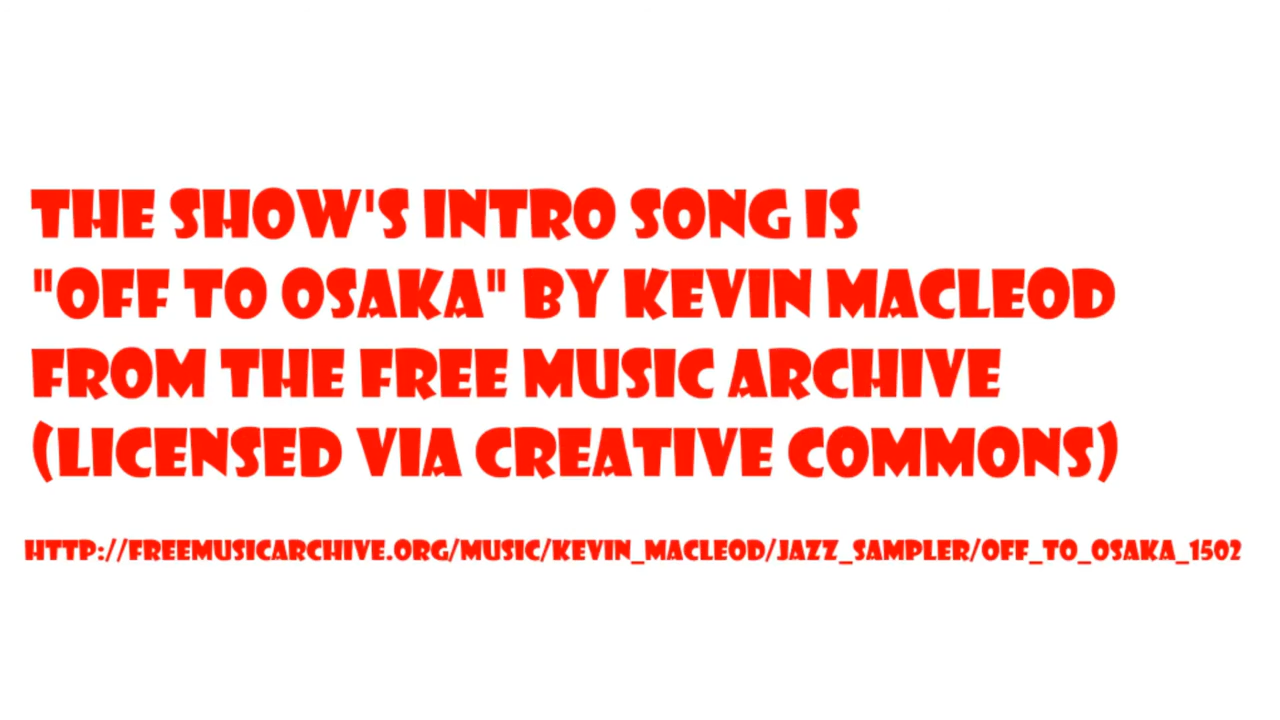 THE SHOW'S INTRO SONG IS
"OFF TO OSAKA" BY KEVIN MACLEOD
FROM THE FREE MUSIC ARCHIVE
(LICENSED VIA CREATIVE COMMONS)
HTTP://FREEMUSICARCHIVE.ORG/MUSIC/KEVIN_MACLEOD/JAZZ_SAMPLER/OFF_TO_OSAKA_1502